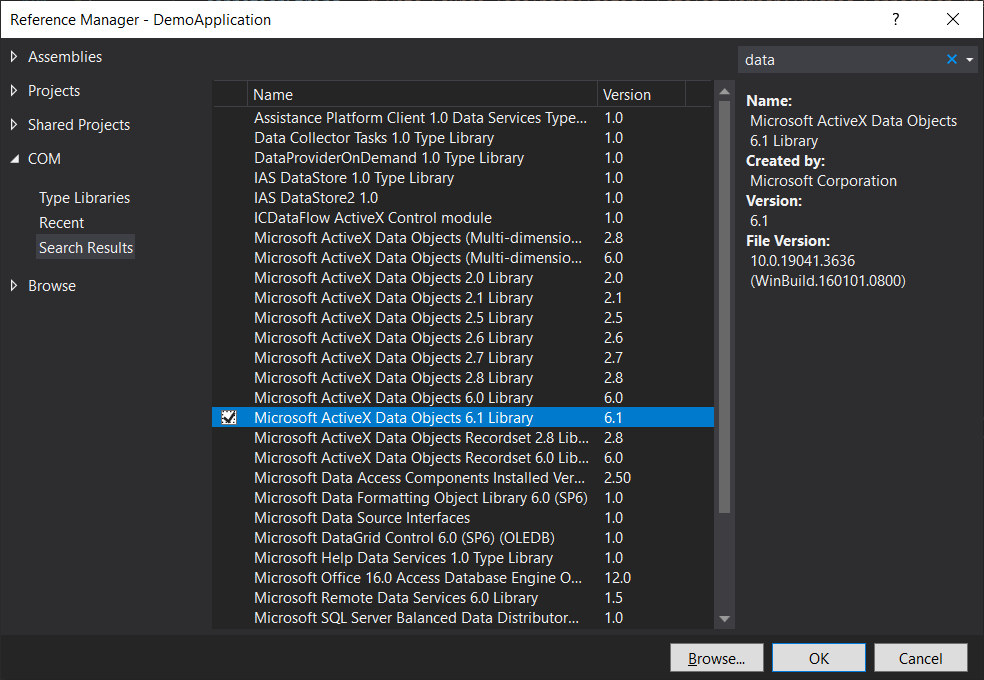 Reference Manager - DemoApplication
?
Assemblies
Projects
Shared Projects
COM
Type Libraries
Recent
Search Results
Browse
Name Version
Assistance Platform Client 1.0 Data Services Type... 1.0
Data Collector Tasks 1.0 Type Library 1.0
DataProviderOnDemand 1.0 Type Library 1.0
IAS DataStore 1.0 Type Library 1.0
IAS DataStore2 1.0 1.0
ICDataFlow ActiveX Control module 1.0
Microsoft ActiveX Data Objects (Multi-dimensio... 2.8
Microsoft ActiveX Data Objects (Multi-dimensio... 6.0
Microsoft ActiveX Data Objects 2.0 Library 2.0
Microsoft ActiveX Data Objects 2.1 Library 2.1
Microsoft ActiveX Data Objects 2.5 Library 2.5
Microsoft ActiveX Data Objects 2.6 Library 2.6
Microsoft ActiveX Data Objects 2.7 Library 2.7
Microsoft ActiveX Data Objects 2.8 Library 2.8
Microsoft ActiveX Data Objects 6.0 Library 6.0
Microsoft ActiveX Data Objects 6.1 Library 6.1
Microsoft ActiveX Data Objects Recordset 2.8 Lib... 2.8
Microsoft ActiveX Data Objects Recordset 6.0 Lib... 6.0
Microsoft Data Access Components Installed Ver... 2.50
Microsoft Data Formatting Object Library 6.0 (SP6) 1.0
Microsoft Data Source Interfaces 1.0
Microsoft DataGrid Control 6.0 (SP6) (OLEDB) 1.0
Microsoft Help Data Services 1.0 Type Library 1.0
Microsoft Office 16.0 Access Database Engine O... 12.0
Microsoft Remote Data Services 6.0 Library 1.5
Microsoft SQL Server Balanced Data Distributor... 1.0
data
Name:
Microsoft ActiveX Data Objects
6.1 Library
Created by:
Microsoft Corporation
Version:
6.1
File Version:
10.0.19041.3636
(WinBuild.160101.0800)
Browse...
OK
Cancel